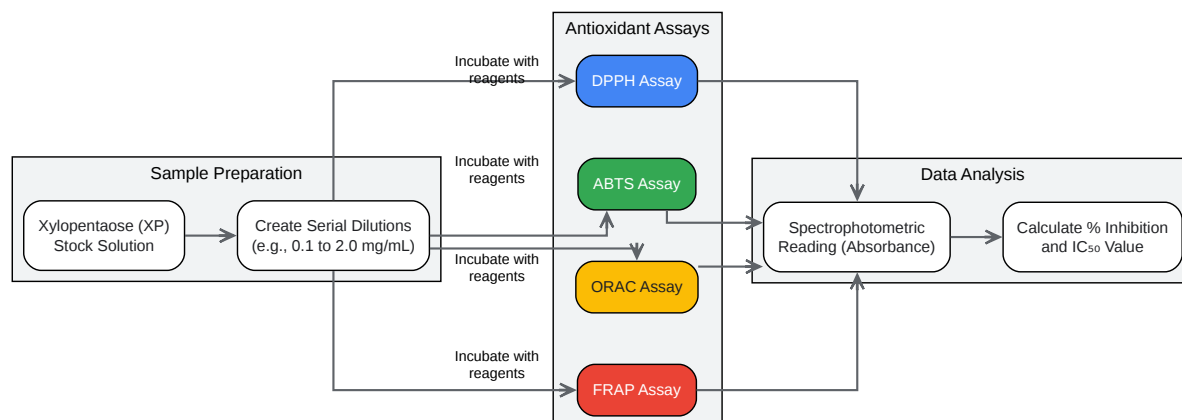 Antioxidant Assays
Incubate with
reagents
DPPH Assay
Sample Preparation
Incubate with
reagents
ABTS Assay
Data Analysis
Xylopentaose (XP)
Stock Solution
Create Serial Dilutions
(e.g., 0.1 to 2.0 mg/mL)
Spectrophotometric
Reading (Absorbance)
Calculate % Inhibition
and IC₅₀ Value
Incubate with
reagents
ORAC Assay
Incubate with
reagents
FRAP Assay